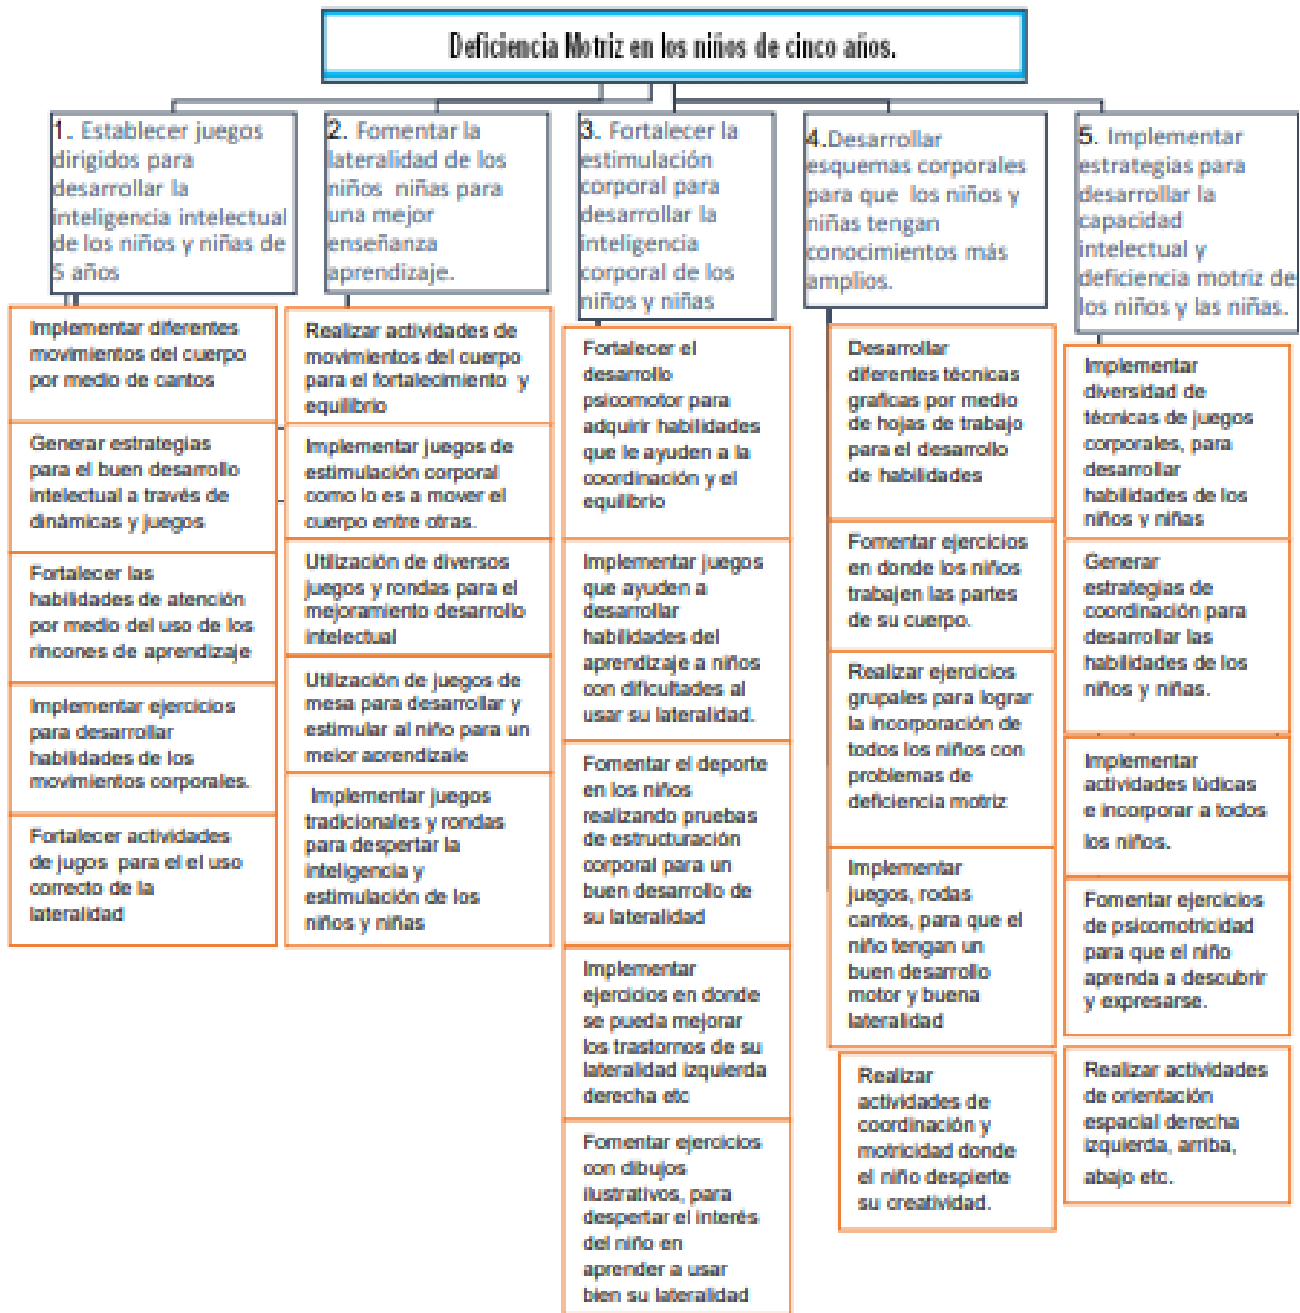 Deficiencia Motriz en los niños de cinco años.
1. Establecer juegos
dirigidos para
desarrollar la
inteligencia intelectual
de los niños y niñas de
5 años
Implementar diferentes
movimientos del cuerpo
por medio de cantos
Generar estrategias
para el buen desarrollo
intelectual a través de
dinámicas y juegos
Fortalecer las
habilidades de atención
por medio del uso de los
rincones de aprendizaje
Implementar ejercicios
para desarrollar
habilidades de los
movimientos corporales.
Fortalecer actividades
de jugos para el el uso
correcto de la
lateralidad
2. Fomentar la
lateralidad de los
niños niñas para
una mejor
enseñanza
aprendizaje.
Realizar actividades de
movimientos del cuerpo
para el fortalecimiento y
equilibrio
Implementar juegos de
estimulación corporal
como lo es a mover el
cuerpo entre otras.
Utilización de diversos
juegos y rondas para el
mejoramiento desarrollo
intelectual
Utilización de juegos de
mesa para desarrollar y
estimular al niño para un
mejor aprendizaje
Implementar juegos
tradicionales y rondas
para despertar la
inteligencia y
estimulación de los
niños y niñas
3. Fortalecer la
estimulación
corporal para
desarrollar la
inteligencia
corporal de los
niños y niñas
Fortalecer el
desarrollo
psicomotor para
adquirir habilidades
que le ayuden a la
coordinación y el
equilibrio
Implementar juegos
que ayuden a
desarrollar
habilidades del
aprendizaje a niños
con dificultades al
usar su lateralidad.
Fomentar el deporte
en los niños
realizando pruebas
de estructuración
corporal para un
buen desarrollo de
su lateralidad
Implementar
ejercicios en donde
se pueda mejorar
los trastornos de su
lateralidad izquierda
derecha etc
Fomentar ejercicios
con dibujos
ilustrativos, para
despertar el interés
del niño en
aprender a usar
bien su lateralidad
4.Desarrollar
esquemas corporales
para que los niños y
niñas tengan
conocimientos más
amplios.
Desarrollar
diferentes técnicas
graficas por medio
de hojas de trabajo
para el desarrollo
de habilidades
Fomentar ejercicios
en donde los niños
trabajen las partes
de su cuerpo.
Realizar ejercicios
grupales para lograr
la incorporación de
todos los niños con
problemas de
deficiencia motriz
Implementar
juegos, rodas
cantos, para que el
niño tengan un
buen desarrollo
motor y buena
lateralidad
Realizar
actividades de
coordinación y
motricidad donde
el niño despierte
su creatividad.
5. Implementar
estrategias para
desarrollar la
capacidad
intelectual y
deficiencia motriz de
los niños y las niñas.
Implementar
diversidad de
técnicas de juegos
corporales, para
desarrollar
habilidades de los
niños y niñas
Generar
estrategias de
coordinación para
desarrollar las
habilidades de los
niños y niñas.
Implementar
actividades lúdicas
e incorporar a todos
los niños.
Fomentar ejercicios
de psicomotricidad
para que el niño
aprenda a descubrir
y expresarse.
Realizar actividades
de orientación
espacial derecha
izquierda, arriba,
abajo etc.